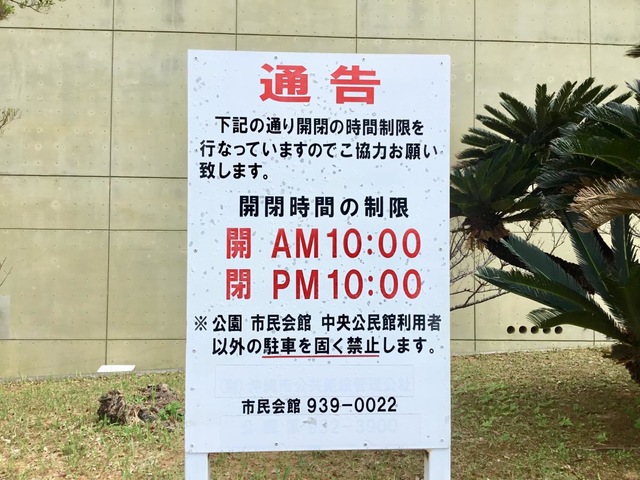 通告
下記の通り開閉の時間制限を
行なっていますのでご協力お願い
致します。
開閉時間の制限
開 AM10:00
閉 PM10:00
※ 公園 市民会館 中央公民館利用者
以外の駐車を固く禁止します。
市民会館 939-0022